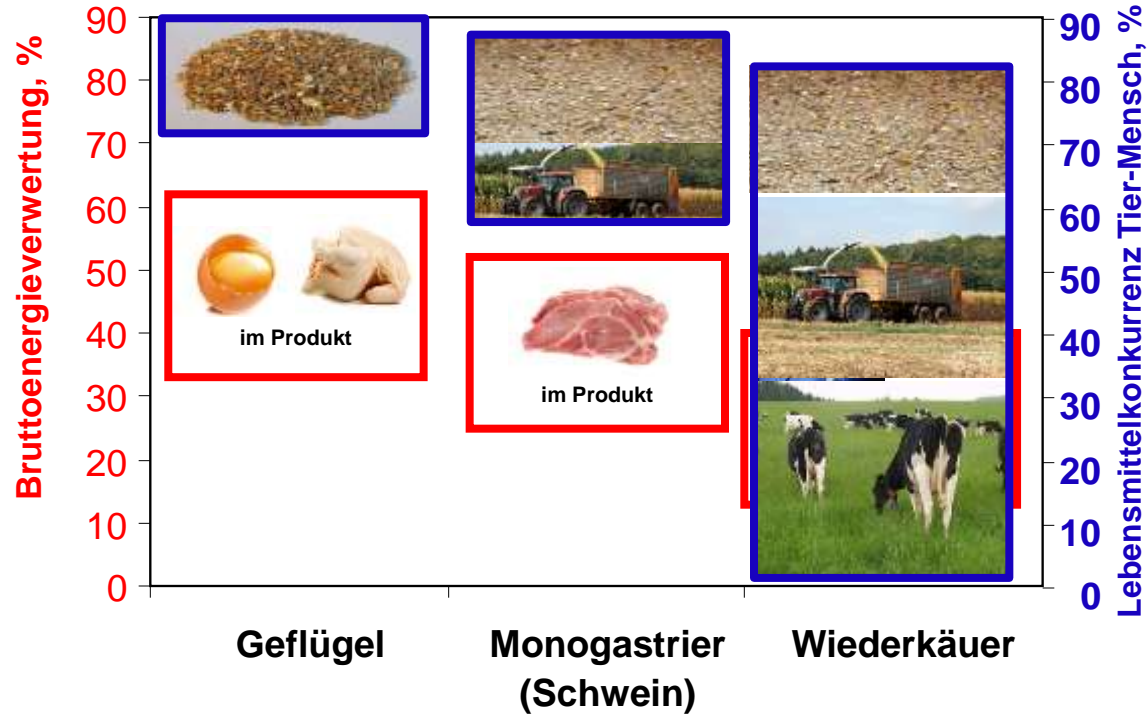 Bruttoenergieverwertung, %
90
80
70
60
50
40
30
20
10
0
im Produkt
im Produkt
90
80
70
60
50
40
30
20
10
0
Lebensmittelkonkurrenz Tier-Mensch, %
Geflügel
Monogastrier
(Schwein)
Wiederkäuer